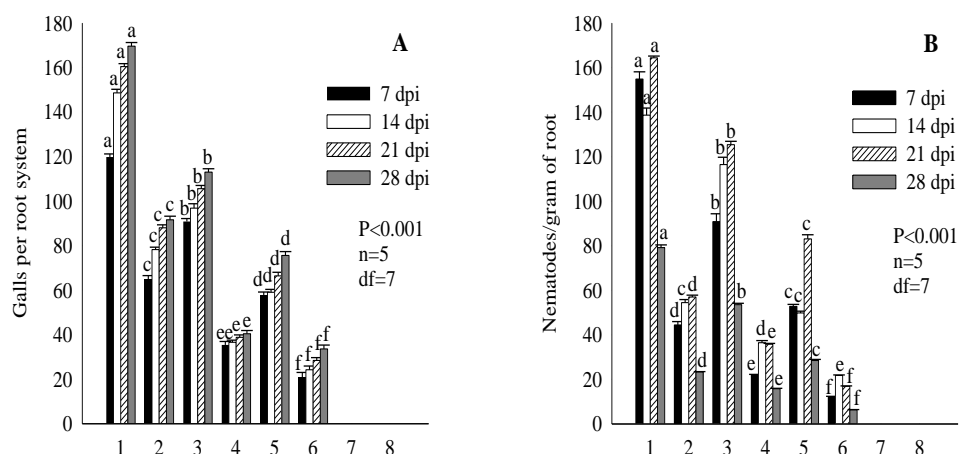 Galls per root system
180
160
140
120
100
80
60
40
20
0
A
7 dpi
14 dpi
21 dpi
28 dpi
P<0.001
n=5
df=7
a a a a
c c c c
b b b b
e e e e
d d d d
f f f f
1 2 3 4 5 6 7 8
Nematodes/gram of root
180
160
140
120
100
80
60
40
20
0
B
7 dpi
14 dpi
21 dpi
28 dpi
P<0.001
n=5
df=7
a a a a
d c c d
b b b b
e d e e
c c c c
f e f f
1 2 3 4 5 6 7 8